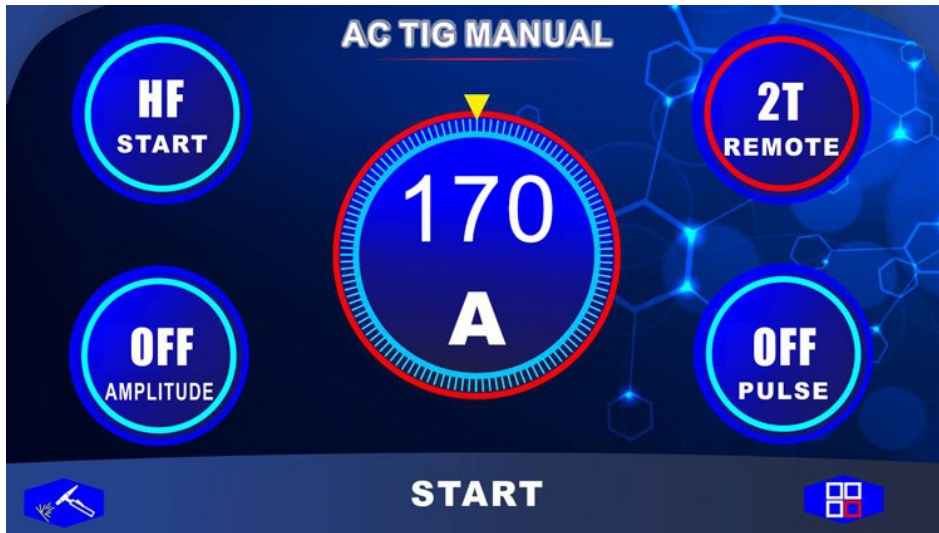 AC TIG MANUAL
HF
START
2T
REMOTE
170
A
OFF
AMPLITUDE
OFF
PULSE
START